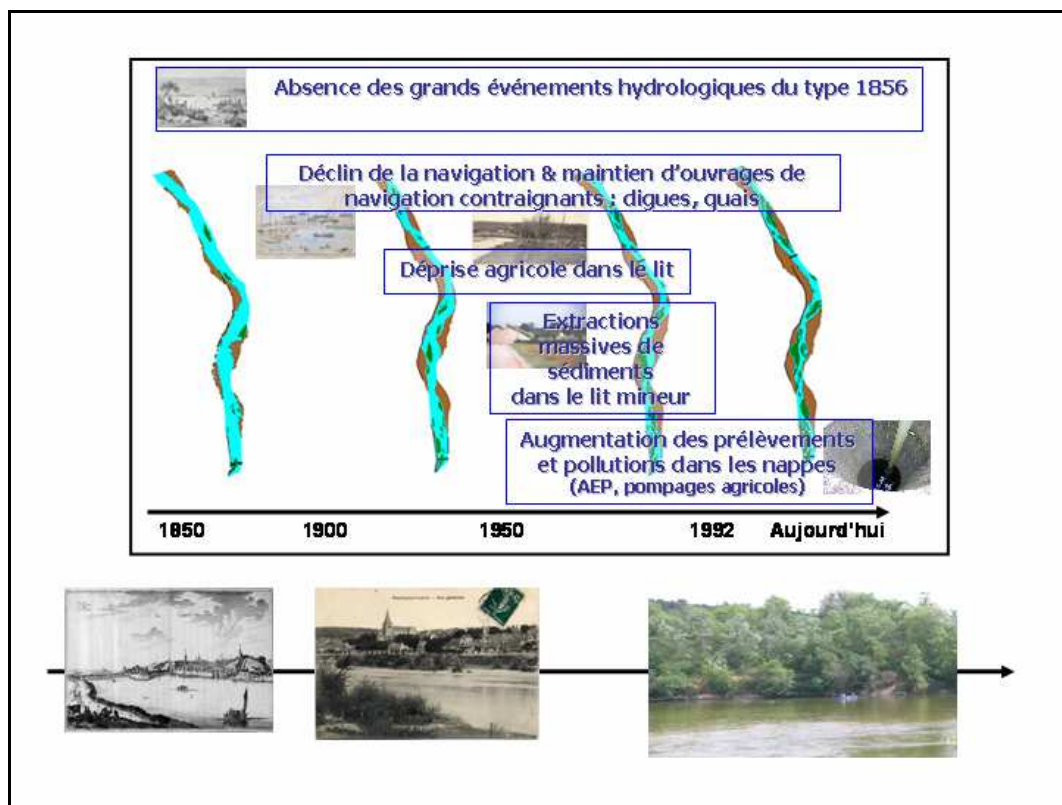 Absence des grands événements hydrologiques du type 1856
Déclin de la navigation & maintien d'ouvrages de
navigation contraignants : digues, quais
Déprise agricole dans le lit
Extractions
massives de
sédiments
dans le lit mineur
Augmentation des prélèvements
et pollutions dans les nappes
(AEP, pompages agricoles)
1850 1900 1950 1992 Aujourd'hui